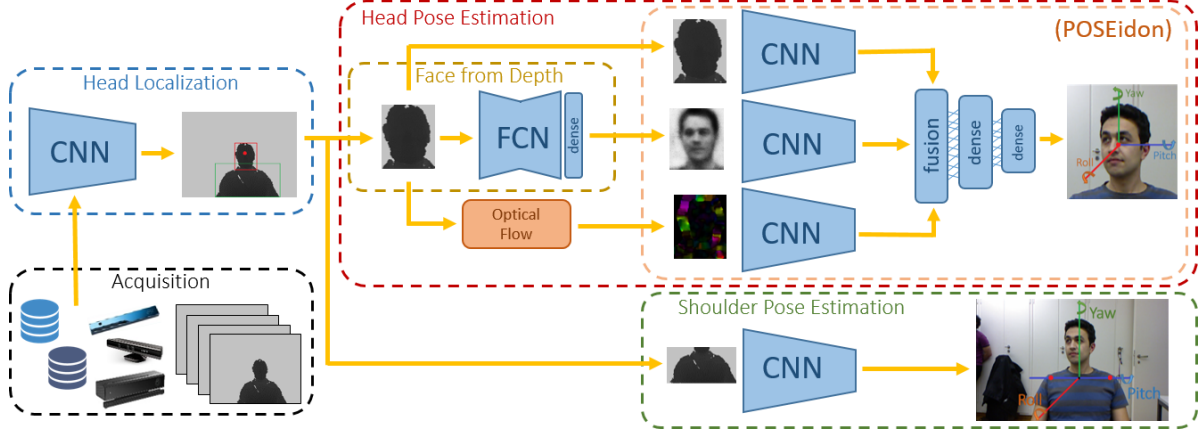 Head Pose Estimation
(POSEidon)
Head Localization
Face from Depth
CNN
CNN
FCN
dense
CNN
fusion
dense
dense
Yaw
Roll
Pitch
Optical
Flow
CNN
Acquisition
Shoulder Pose Estimation
CNN
Yaw
Roll
Pitch